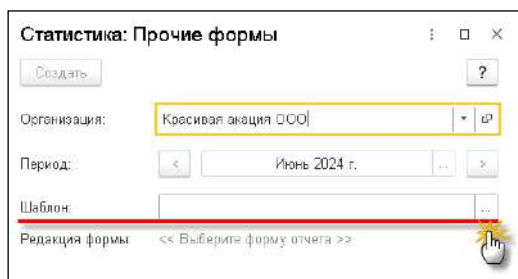 Статистика: Прочие формы
Создать
?
Организация: Красивая акация ООО
Период: < Июнь 2024 г. ... >
Шаблон: ...
Редакция формы << Выберите форму отчета >>